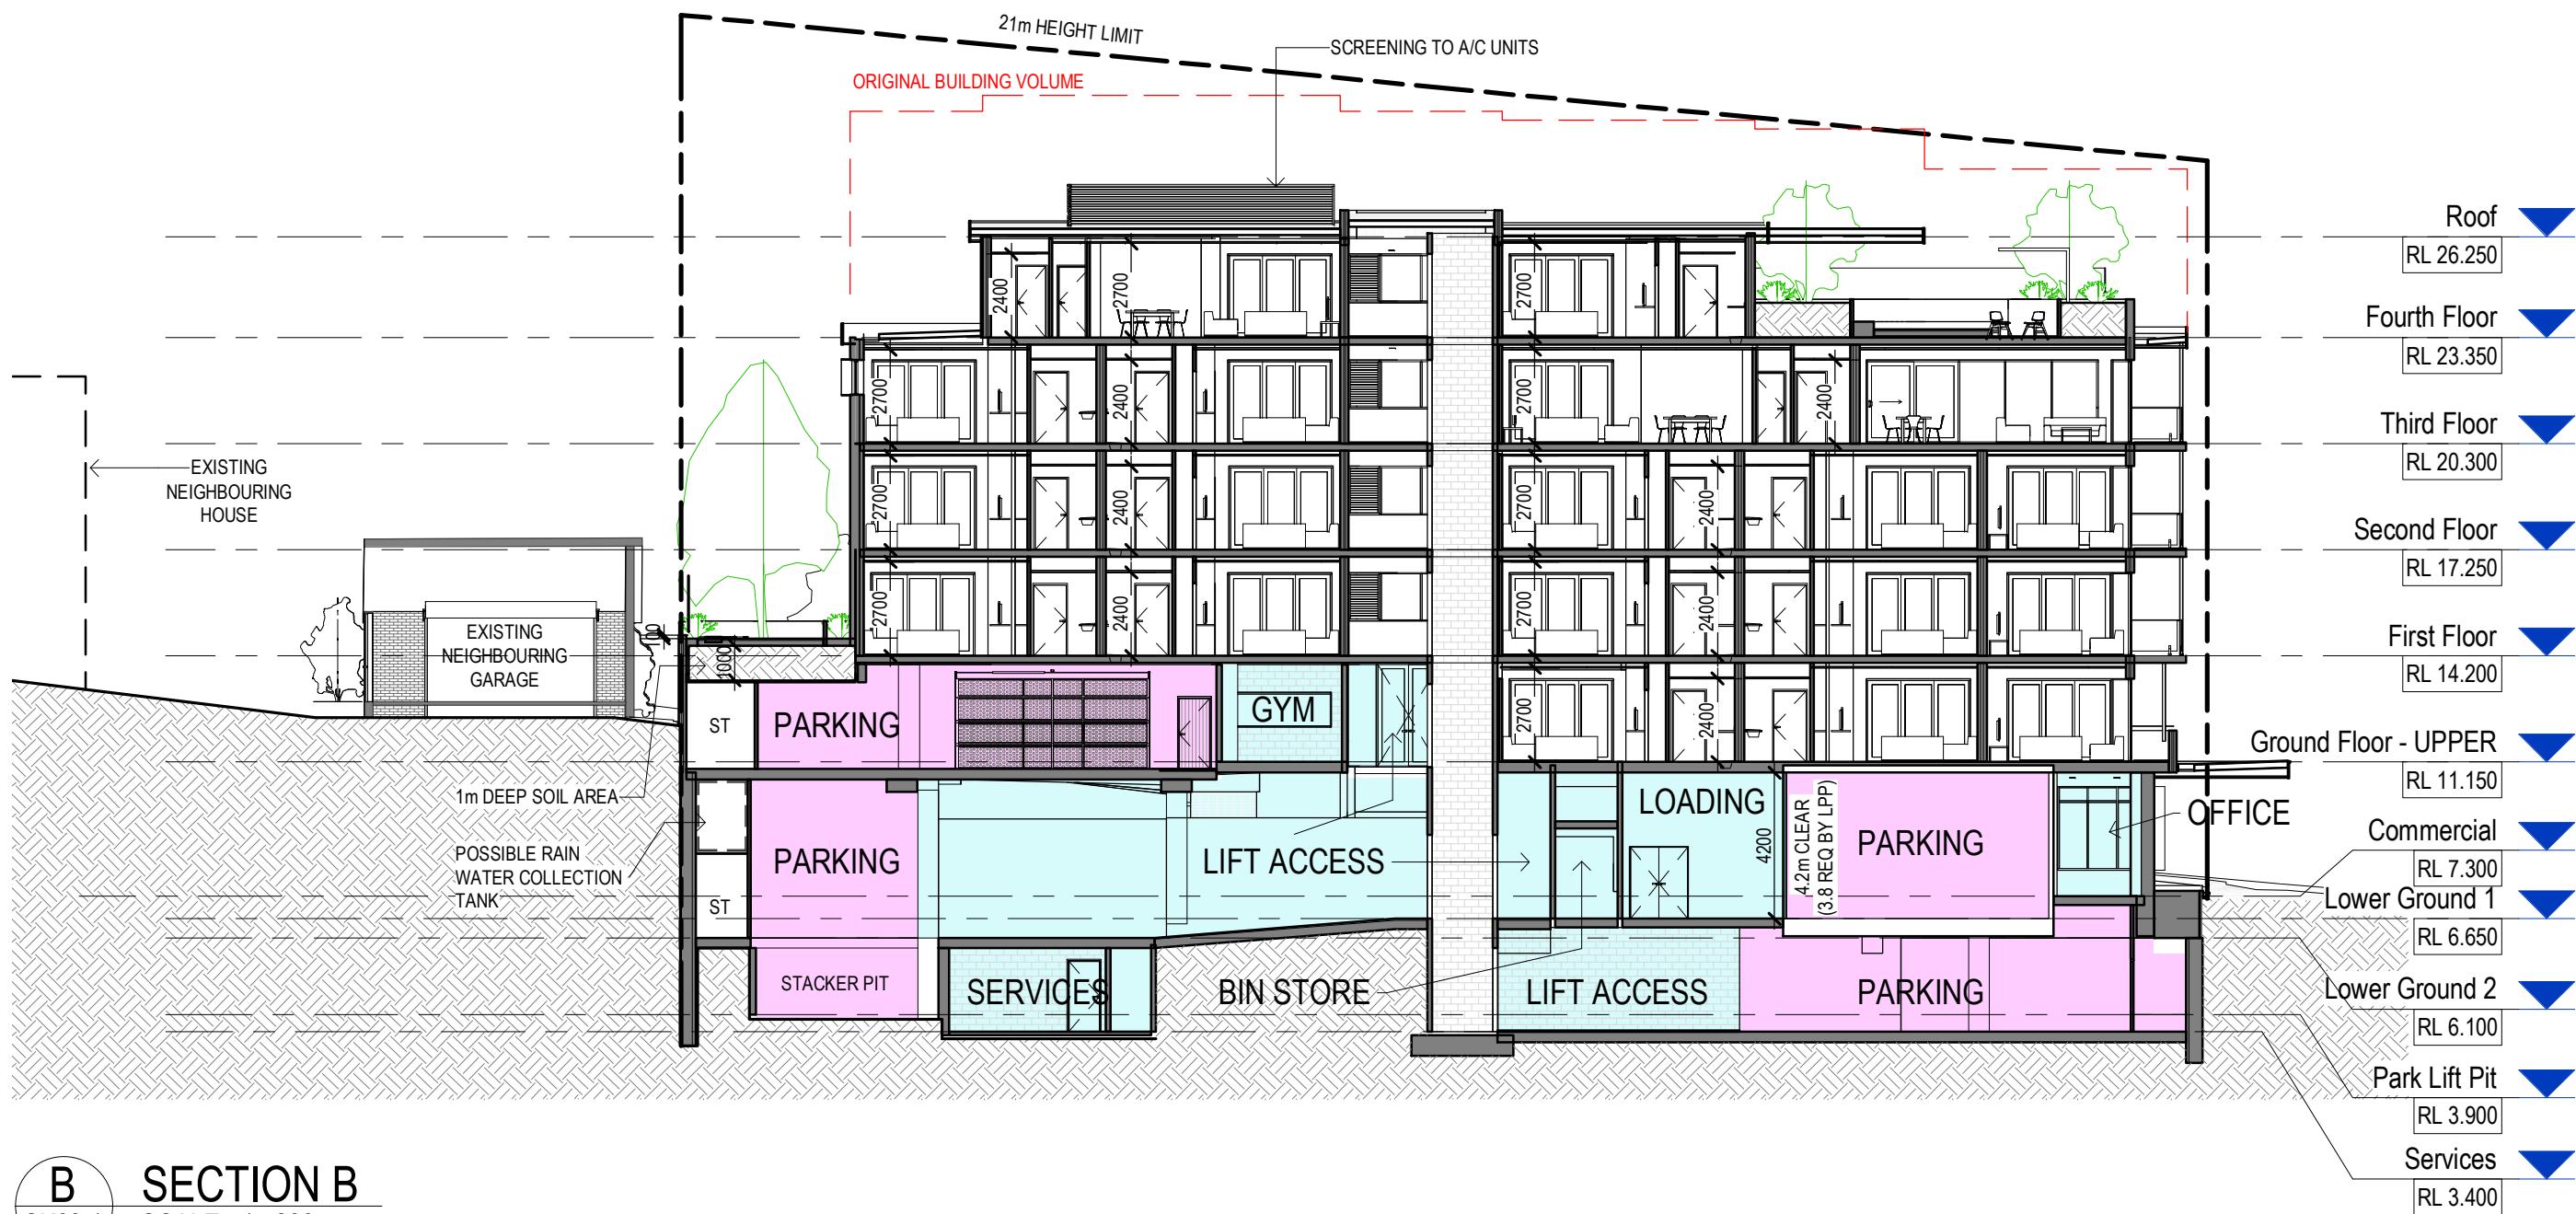 21m HEIGHT LIMIT
SCREENING TO A/C UNITS
ORIGINAL BUILDING VOLUME
Roof
RL 26.250
2400
2700
2700
Fourth Floor
RL 23.350
2700
2400
2700
2400
Third Floor
RL 20.300
EXISTING
NEIGHBOURING
HOUSE
2700
2400
2700
2400
Second Floor
RL 17.250
2700
2400
2700
2400
First Floor
RL 14.200
EXISTING
NEIGHBOURING
GARAGE
1000
ST
PARKING
GYM
2700
2400
Ground Floor - UPPER
RL 11.150
1m DEEP SOIL AREA
POSSIBLE RAIN
WATER COLLECTION
TANK
ST
PARKING
LIFT ACCESS
LOADING
4200
4.2m CLEAR
(3.8 REQ BY LPP)
PARKING
OFFICE
Commercial
RL 7.300
Lower Ground 1
RL 6.650
STACKER PIT
SERVICES
BIN STORE
LIFT ACCESS
PARKING
Lower Ground 2
RL 6.100
Park Lift Pit
RL 3.900
Services
RL 3.400
B
SECTION B